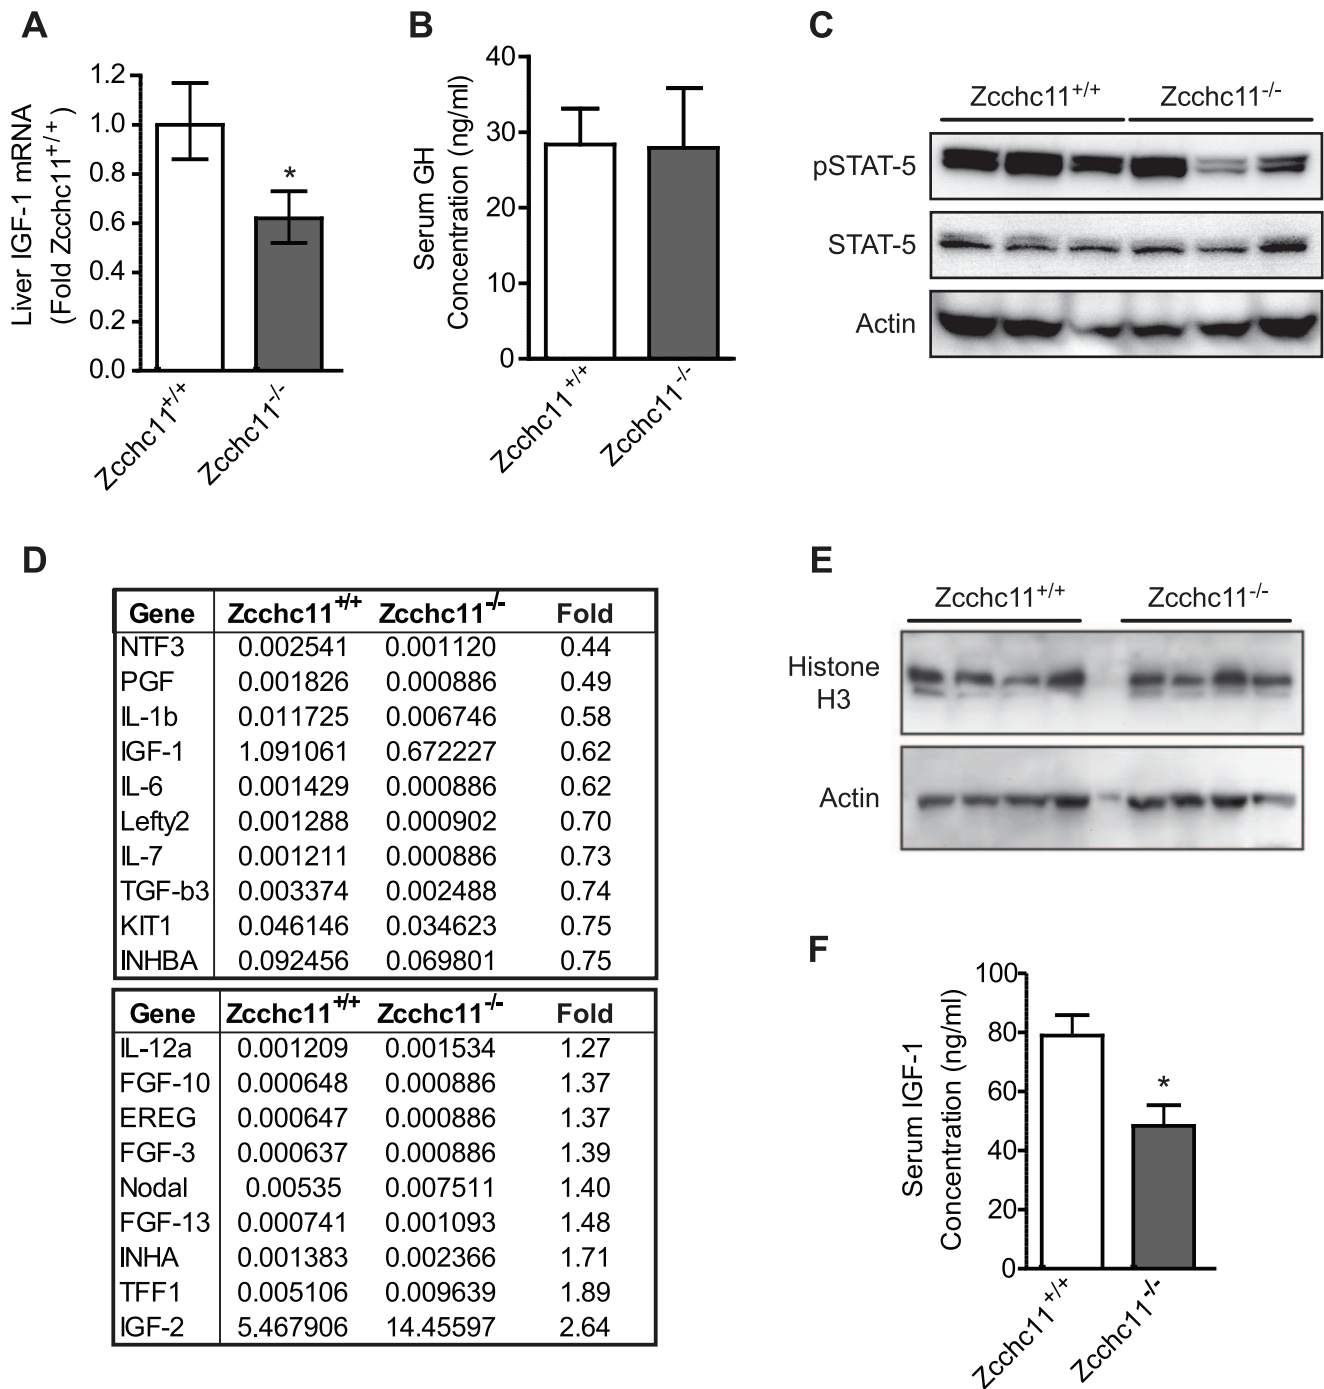 A
Liver IGF-1 mRNA
(Fold Zcchc11+/+)
1.2
1.0
0.8
0.6
0.4
0.2
0.0
*
Zcchc11+/+
Zcchc11-/-
B
Serum GH
Concentration (ng/ml)
40
30
20
10
0
Zcchc11+/+
Zcchc11-/-
C
Zcchc11+/+ Zcchc11-/-
pSTAT-5
STAT-5
Actin
D
Gene Zcchc11+/+ Zcchc11-/- Fold
NTF3 0.002541 0.001120 0.44
PGF 0.001826 0.000886 0.49
IL-1b 0.011725 0.006746 0.58
IGF-1 1.091061 0.672227 0.62
IL-6 0.001429 0.000886 0.62
Lefty2 0.001288 0.000902 0.70
IL-7 0.001211 0.000886 0.73
TGF-b3 0.003374 0.002488 0.74
KIT1 0.046146 0.034623 0.75
INHBA 0.092456 0.069801 0.75
Gene Zcchc11+/+ Zcchc11-/- Fold
IL-12a 0.001209 0.001534 1.27
FGF-10 0.000648 0.000886 1.37
EREG 0.000647 0.000886 1.37
FGF-3 0.000637 0.000886 1.39
Nodal 0.00535 0.007511 1.40
FGF-13 0.000741 0.001093 1.48
INHA 0.001383 0.002366 1.71
TFF1 0.005106 0.009639 1.89
IGF-2 5.467906 14.45597 2.64
E
Zcchc11+/+ Zcchc11-/-
Histone
H3
Actin
F
Serum IGF-1
Concentration (ng/ml)
100
80
60
40
20
0
*
Zcchc11+/+
Zcchc11-/-